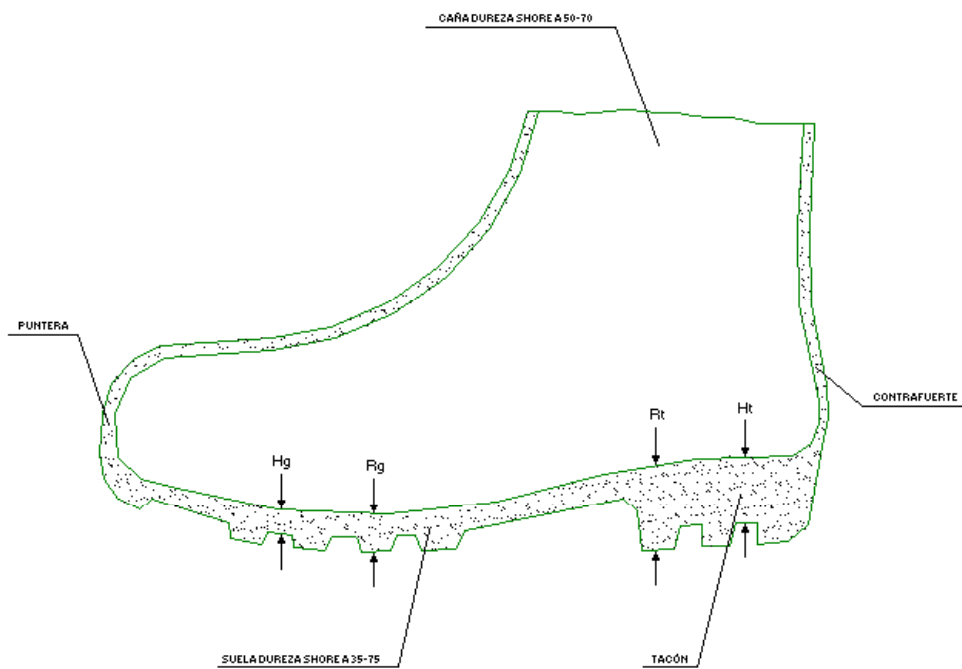 CAÑA DUREZA SHORE A 50-70
PUNTERA
CONTRAFUERTE
Rt
Ht
Hg
Rg
SUELA DUREZA SHORE A 35-75
TACÓN